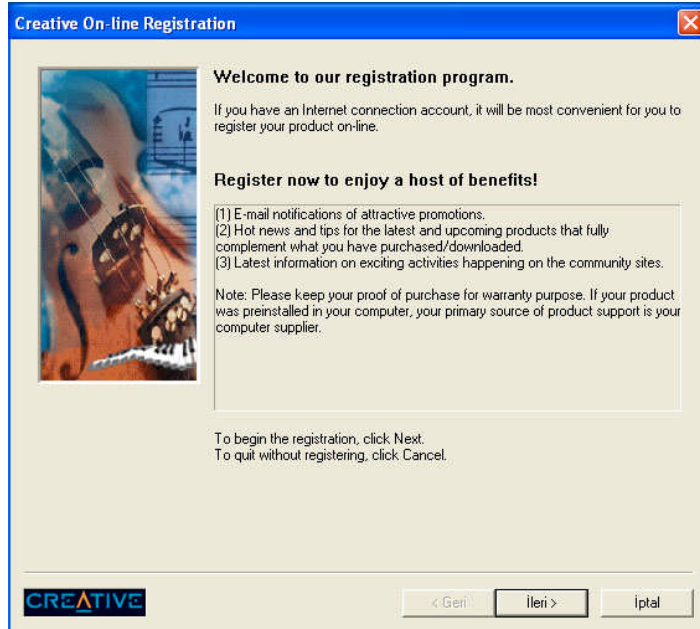 Creative On-line Registration
Welcome to our registration program.
If you have an Internet connection account, it will be most convenient for you to
register your product on-line.
Register now to enjoy a host of benefits!
(1) E-mail notifications of attractive promotions.
(2) Hot news and tips for the latest and upcoming products that fully
complement what you have purchased/downloaded.
(3) Latest information on exciting activities happening on the community sites.
Note: Please keep your proof of purchase for warranty purpose. If your product
was preinstalled in your computer, your primary source of product support is your
computer supplier.
To begin the registration, click Next.
To quit without registering, click Cancel.
CREATIVE
< Geri
İleri >
İptal